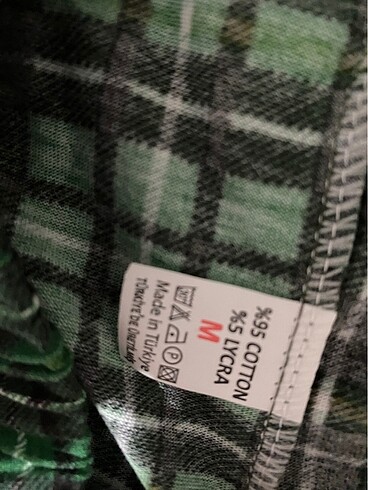 %95 COTTON
%5 LYCRA
M
Made in Türkiye